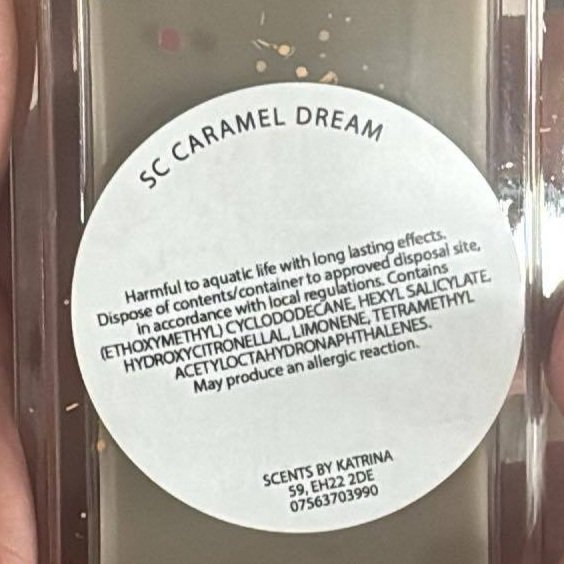 SC CARAMEL DREAM
Harmful to aquatic life with long lasting effects.
Dispose of contents/container to approved disposal site,
in accordance with local regulations. Contains
(ETHOXYMETHYL) CYCLODODECANE, HEXYL SALICYLATE,
HYDROXYCITRONELLAL, LIMONENE, TETRAMETHYL
ACETYLOCTAHYDRONAPHTHALENES.
May produce an allergic reaction.
SCENTS BY KATRINA
59, EH22 2DE
07563703990